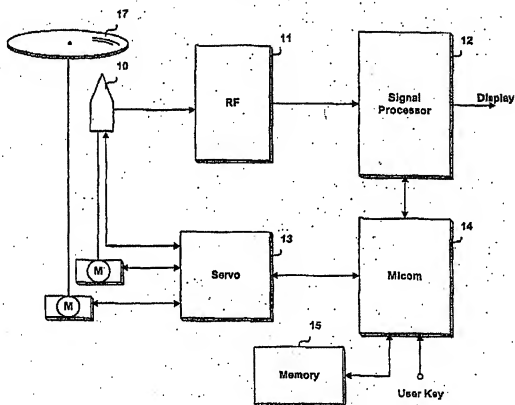 17
10
11
RF
12
Signal
Processor
Display
13
Servo
14
Micom
M
M
15
Memory
User Key